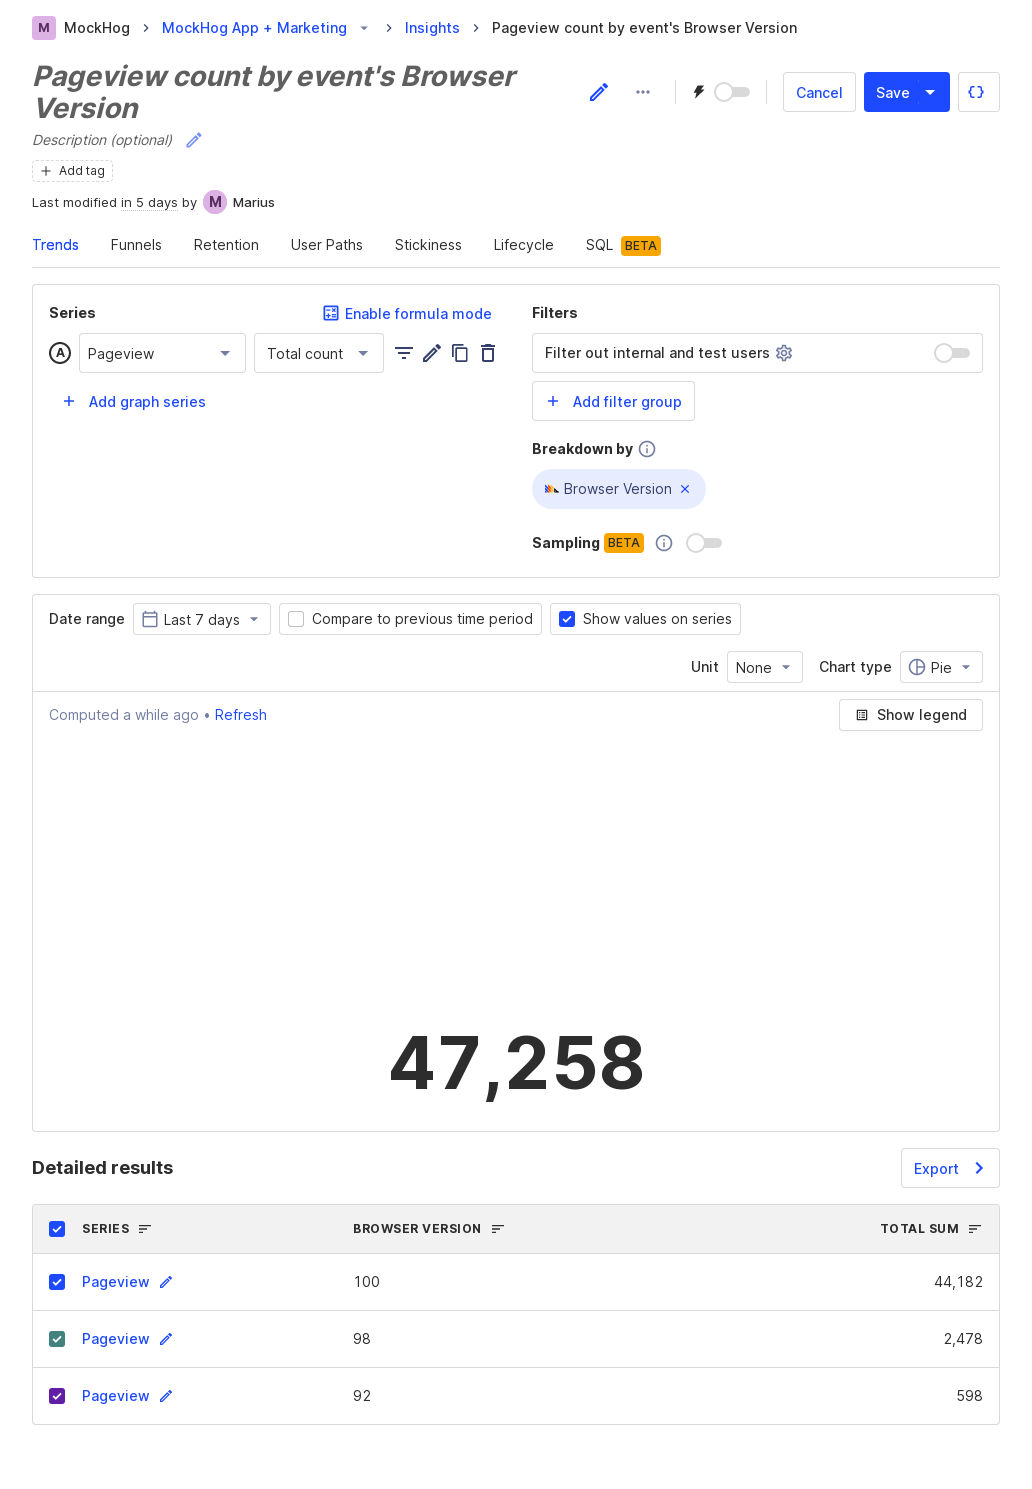 M MockHog MockHog App + Marketing Insights Pageview count by event's Browser Version
Pageview count by event's Browser
Version
Cancel Save
Description (optional)
Add tag
Last modified in 5 days by M Marius
Trends Funnels Retention User Paths Stickiness Lifecycle SQL BETA
Series Enable formula mode Filters
A Pageview Total count Filter out internal and test users
Add graph series Add filter group
Breakdown by
Browser Version
Sampling BETA
Date range Last 7 days Compare to previous time period Show values on series
Unit None Chart type Pie
Computed a while ago • Refresh Show legend
47,258
Detailed results Export
SERIES BROWSER VERSION TOTAL SUM
Pageview 100 44,182
Pageview 98 2,478
Pageview 92 598